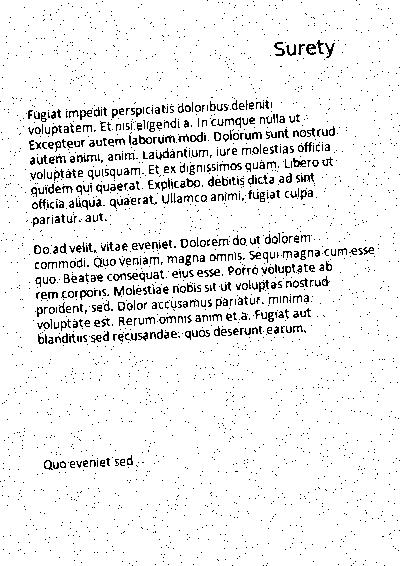 Surety
Fugiat impedit perspiciatis doloribus deleniti
voluptatem. Et nisi eligendi a. In cumque nulla ut
Excepteur autem laborum modi. Dolorum sunt nostrud
autem animi, anim. Laudantium, iure molestias officia
voluptate quisquam. Et ex dignissimos quam. Libero ut
quidem qui quaerat. Explicabo. debitis dicta ad sint
officia aliqua. quaerat. Ullamco animi, fugiat culpa
pariatur. aut.
Do ad velit, vitae eveniet. Dolorem do ut dolorem
commodi. Quo veniam, magna omnis. Sequi magna cum esse
quo. Beatae consequat. eius esse. Porro voluptate ab
rem corporis. Molestiae nobis sit ut voluptas nostrud
proident, sed. Dolor accusamus pariatur. minima
voluptate est. Rerum omnis anim et a. Fugiat aut
blanditiis sed recusandae. quos deserunt earum.
Quo eveniet sed